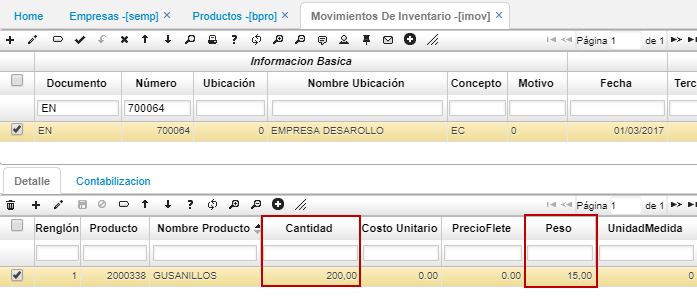 Home Empresas -[semp] Productos -[bpro] Movimientos De Inventario -[imov]
Página 1 de 1
Informacion Basica
Documento Número Ubicación Nombre Ubicación Concepto Motivo Fecha Terc
EN 700064
EN 700064 0 EMPRESA DESAROLLO EC 0 01/03/2017
Detalle Contabilizacion
Página 1 de 1
Renglón Producto Nombre Producto Cantidad Costo Unitario PrecioFlete Peso UnidadMedida
1 2000338 GUSANILLOS 200,00 0.00 0.00 15,00 0